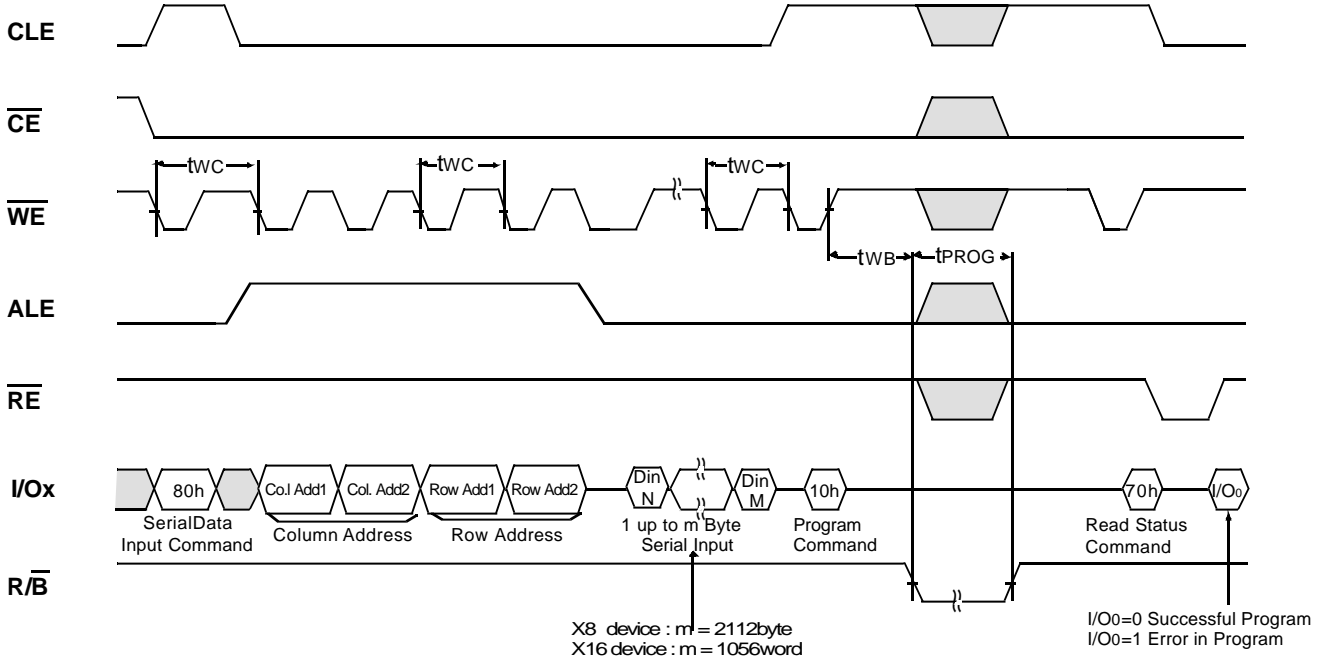 CLE
CE
tWC tWC tWC
WE
tWB tPROG
ALE
RE
I/Ox
80h Co.l Add1 Col. Add2 Row Add1 Row Add2 Din N Din M 10h 70h I/O0
SerialData
Input Command
Column Address
Row Address
1 up to m Byte
Serial Input
Program
Command
Read Status
Command
R/B
X8 device : m = 2112byte
X16 device : m = 1056word
I/O0=0 Successful Program
I/O0=1 Error in Program